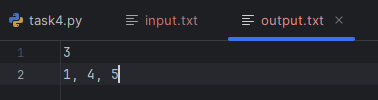 task4.py input.txt output.txt ×
1 3
2 1, 4, 5